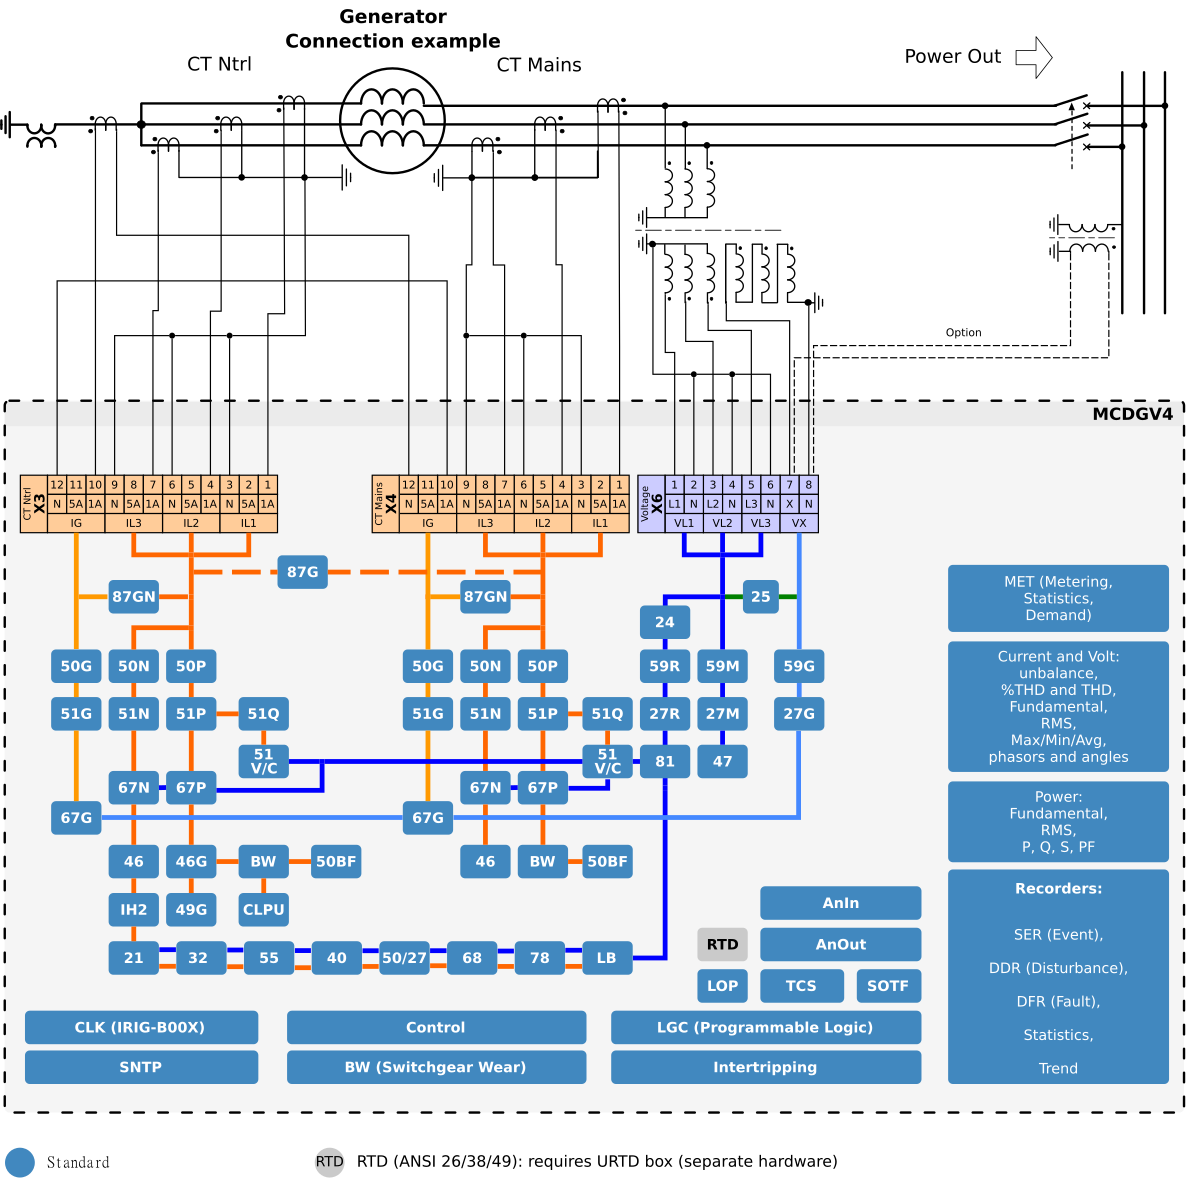 Generator
Connection example
CT Ntrl
CT Mains
Power Out
Option
MCDGV4
CT Ntrl
X3
12 11 10 9 8 7 6 5 4 3 2 1
N 5A 1A N 5A 1A N 5A 1A N 5A 1A
IG IL3 IL2 IL1
CT Mains
X4
12 11 10 9 8 7 6 5 4 3 2 1
N 5A 1A N 5A 1A N 5A 1A N 5A 1A
IG IL3 IL2 IL1
Voltage
X6
1 2 3 4 5 6 7 8
L1 N L2 N L3 N X N
VL1 VL2 VL3 VX
87G
87GN 87GN 25
24
50G 50N 50P 50G 50N 50P 59R 59M 59G
51G 51N 51P 51Q 51G 51N 51P 51Q 27R 27M 27G
51
V/C
51
V/C
81 47
67N 67P 67N 67P
67G 67G
46 46G BW 50BF 46 BW 50BF
IH2 49G CLPU
21 32 55 40 50/27 68 78 LB
AnIn
RTD AnOut
LOP TCS SOTF
CLK (IRIG-B00X) Control LGC (Programmable Logic)
SNTP BW (Switchgear Wear) Intertripping
MET (Metering,
Statistics,
Demand)
Current and Volt:
unbalance,
%THD and THD,
Fundamental,
RMS,
Max/Min/Avg,
phasors and angles
Power:
Fundamental,
RMS,
P, Q, S, PF
Recorders:
SER (Event),
DDR (Disturbance),
DFR (Fault),
Statistics,
Trend
Standard
RTD RTD (ANSI 26/38/49): requires URTD box (separate hardware)